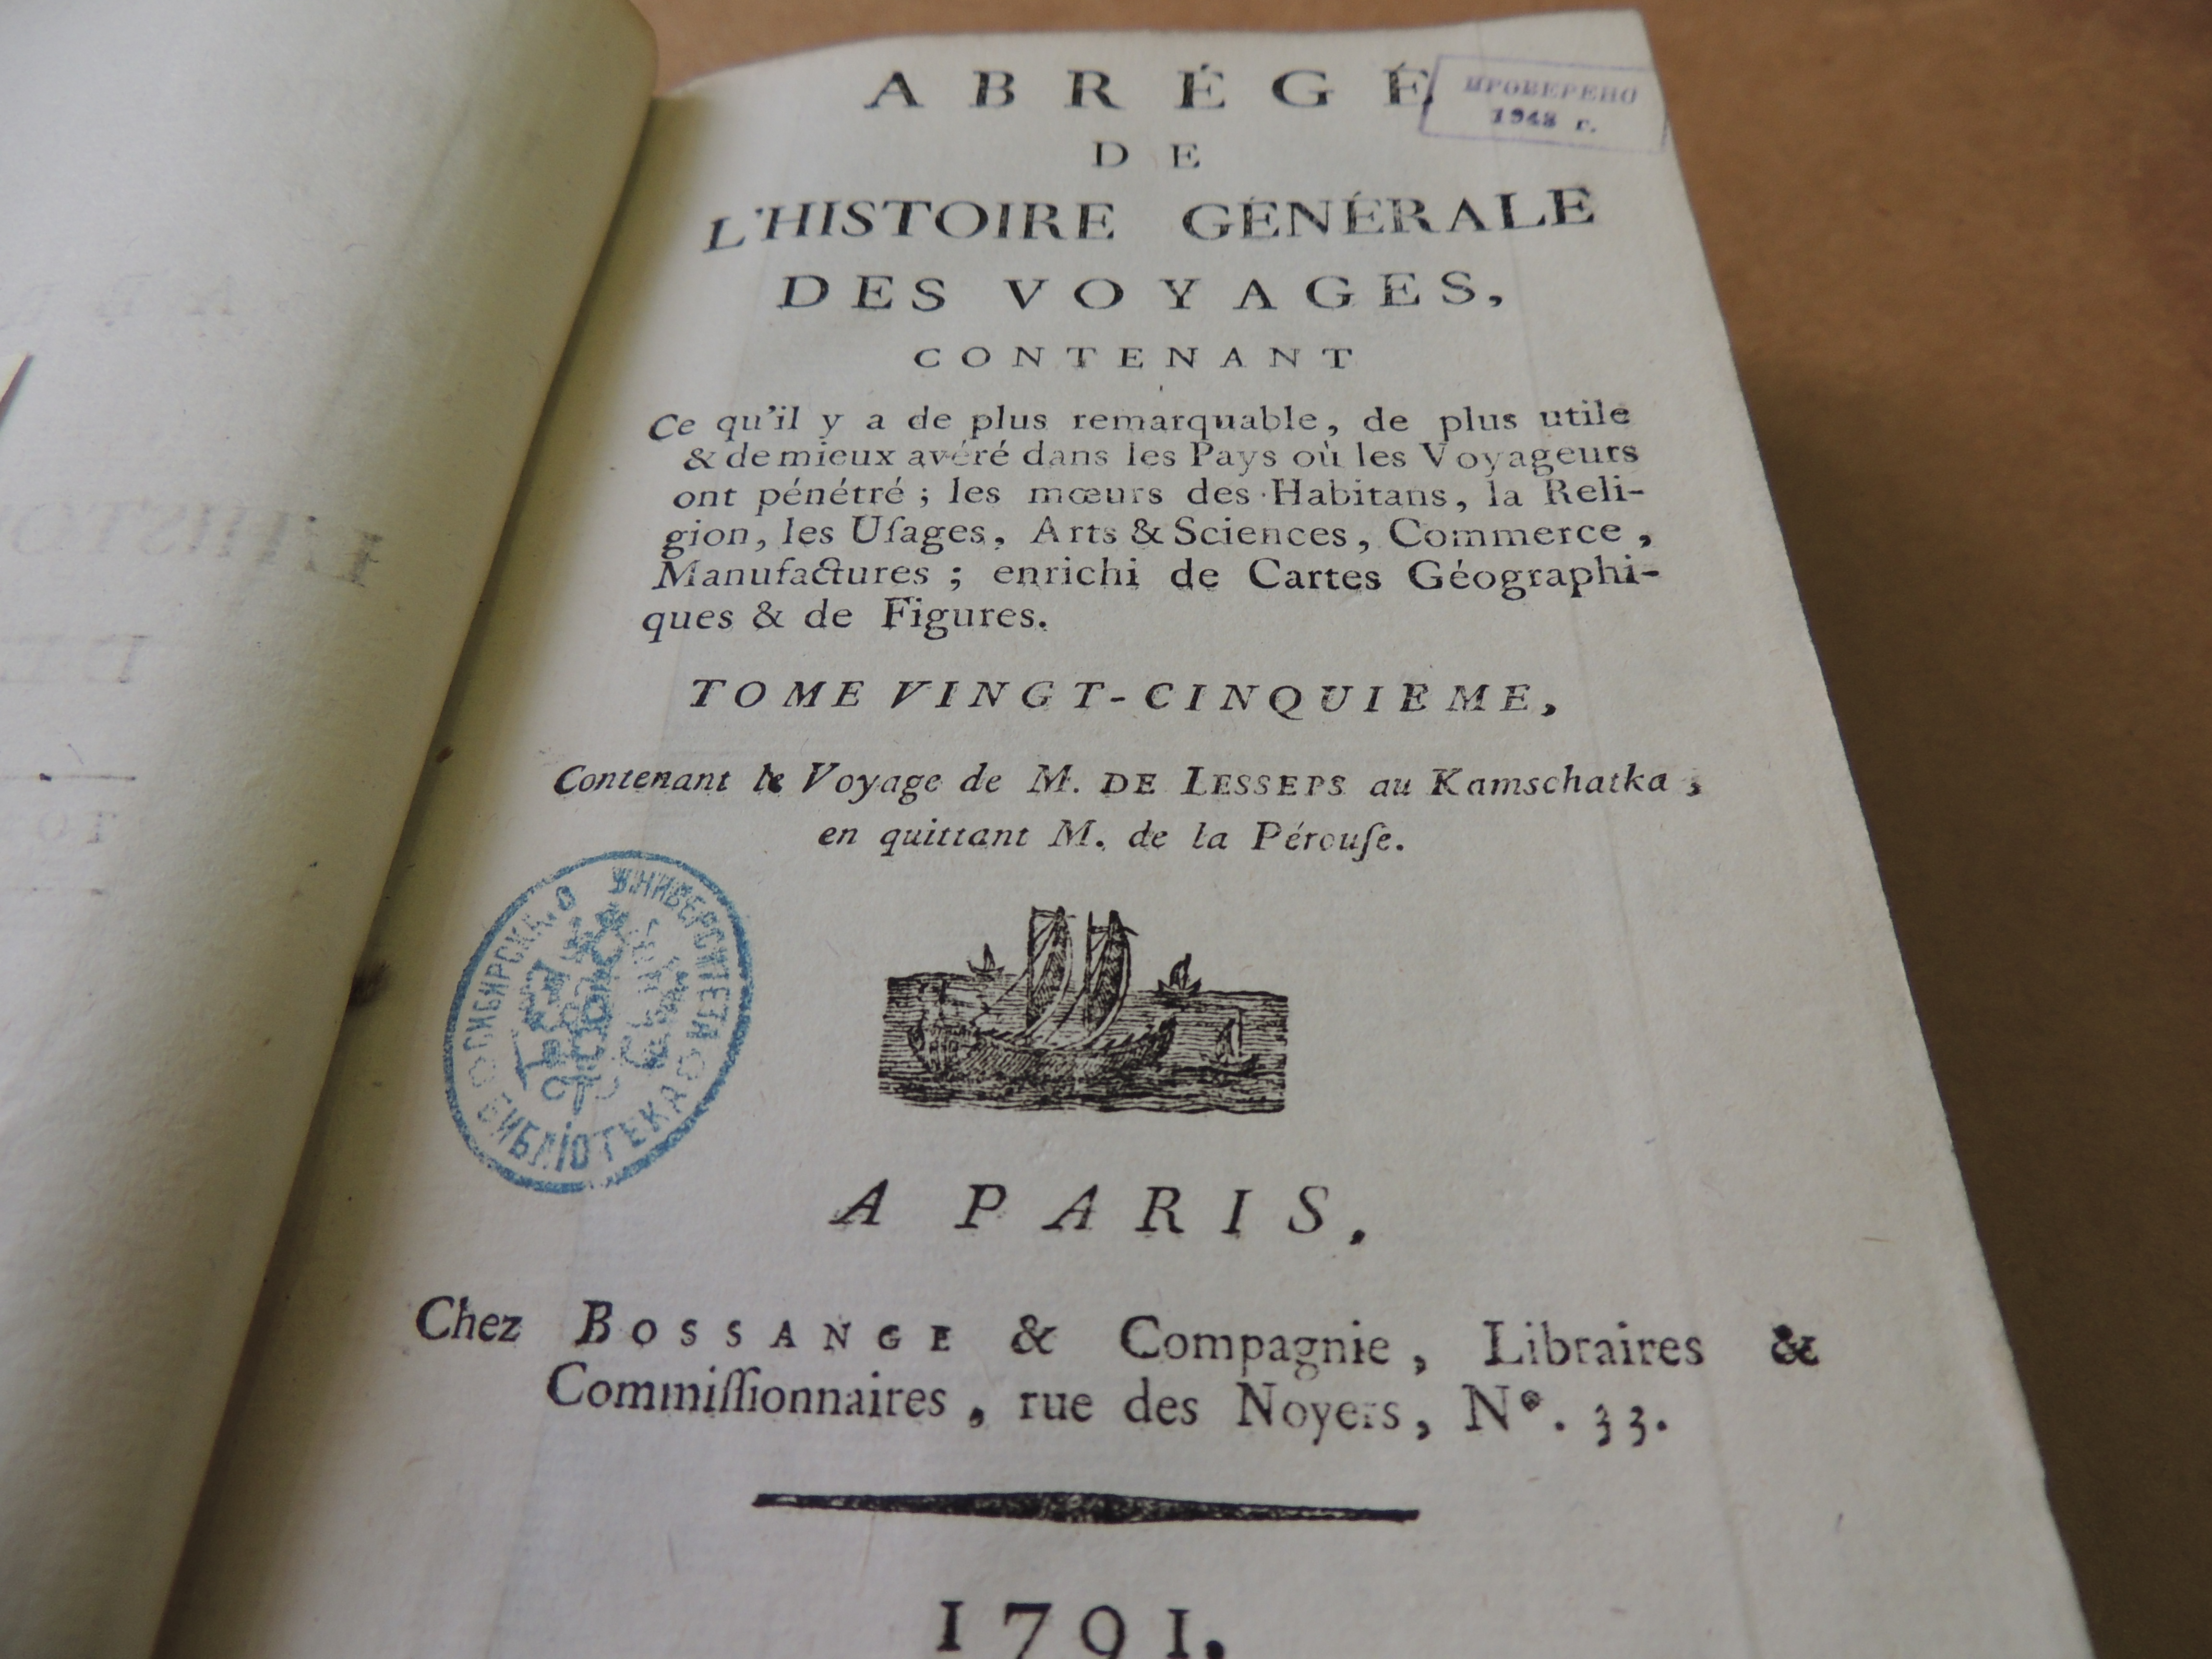 ABRÉGÉ
ПРОВЕРЕНО
1948 г.
DE
L'HISTOIRE GÉNÉRALE
DES VOYAGES,
CONTENANT
Ce qu'il y a de plus remarquable, de plus utile
& de mieux avéré dans les Pays où les Voyageurs
ont pénétré ; les mœurs des Habitans, la Reli-
gion, les Uſages, Arts & Sciences, Commerce,
Manufactures ; enrichi de Cartes Géographi-
ques & de Figures.
TOME VINGT-CINQUIEME,
Contenant le Voyage de M. DE LESSEPS au Kamschatka,
en quittant M. de la Pérouſe.
СИБИРСКАГО УНИВЕРСИТЕТА
БИБЛІОТЕКА
A PARIS,
Chez BOSSANGE & Compagnie, Libraires &
Commiſſionnaires, rue des Noyers, N°. 33.
1791.